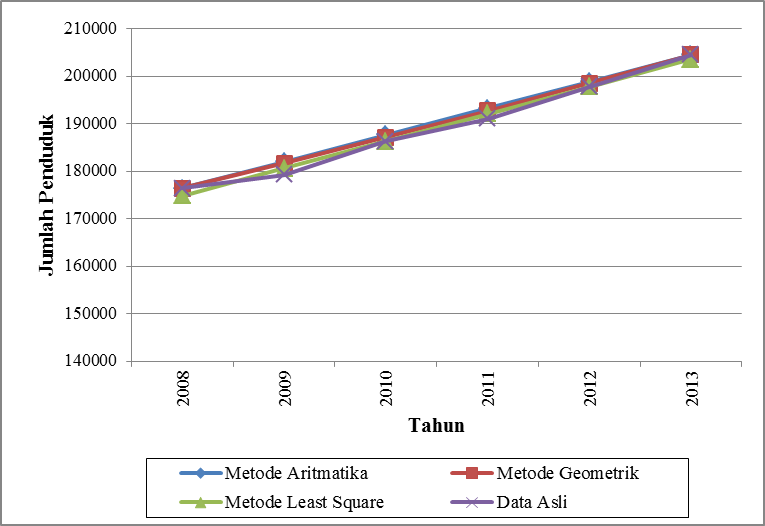 210000
200000
190000
180000
170000
160000
150000
140000
Jumlah Penduduk
2008 2009 2010 2011 2012 2013
Tahun
Metode Aritmatika Metode Geometrik
Metode Least Square Data Asli